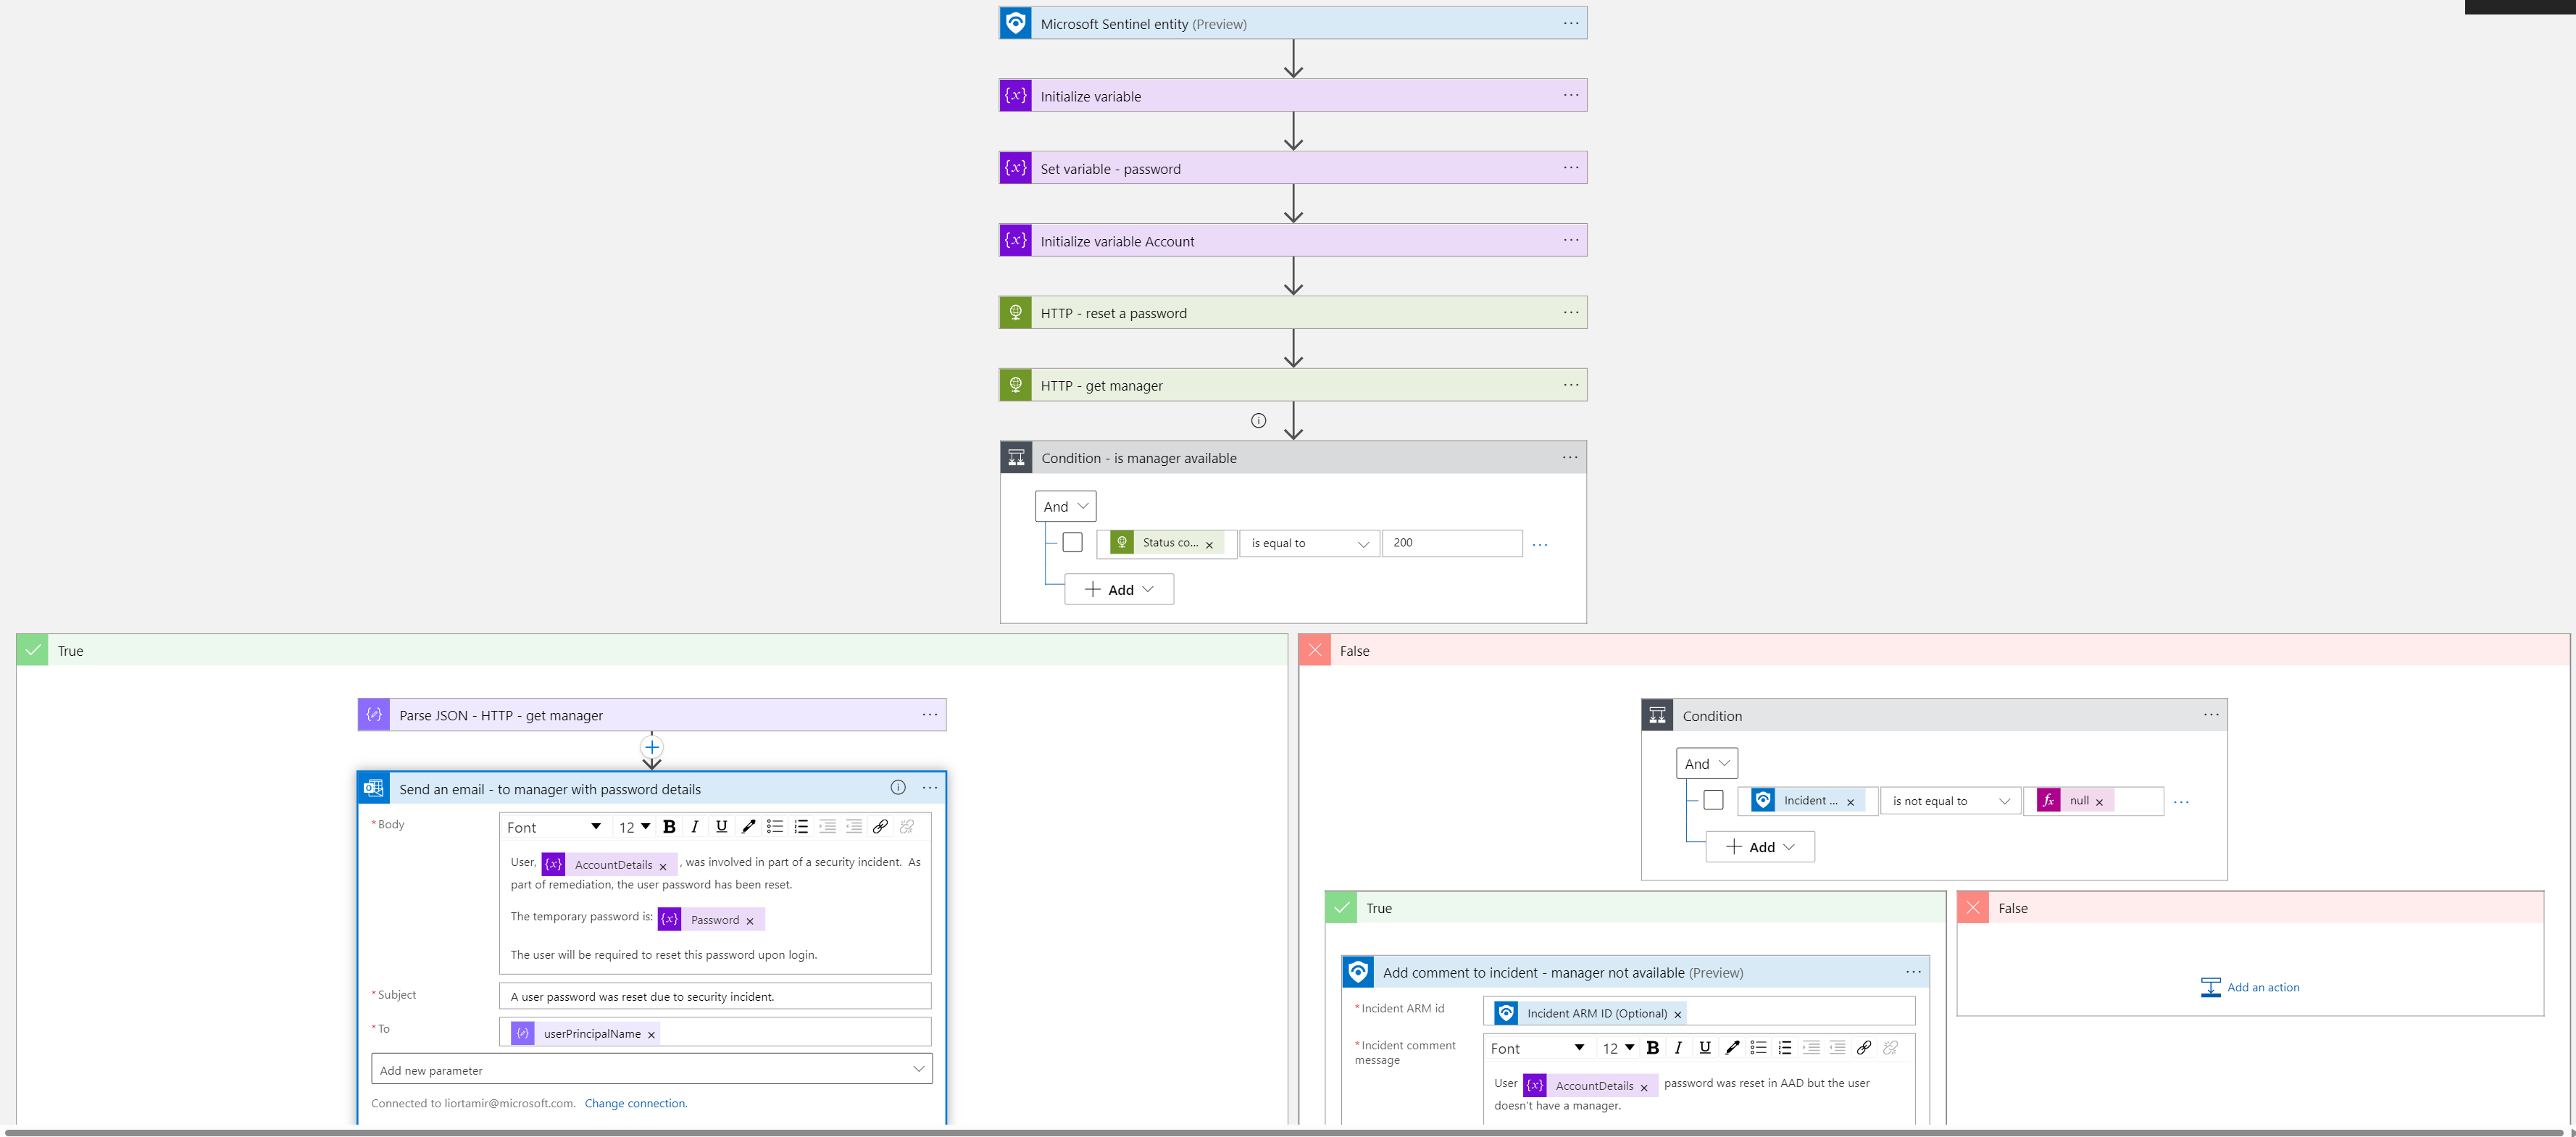 Microsoft Sentinel entity (Preview)
Initialize variable
Set variable - password
Initialize variable Account
HTTP - reset a password
HTTP - get manager
Condition - is manager available
And
Status co... × is equal to 200
Add
True
False
Parse JSON - HTTP - get manager
Send an email - to manager with password details
* Body
Font 12 B I U
User, {x} AccountDetails × , was involved in part of a security incident. As
part of remediation, the user password has been reset.
The temporary password is: {x} Password ×
The user will be required to reset this password upon login.
* Subject
A user password was reset due to security incident.
* To
userPrincipalName ×
Add new parameter
Connected to liortamir@microsoft.com. Change connection.
Condition
And
Incident ... × is not equal to fx null ×
Add
True
False
Add comment to incident - manager not available (Preview)
* Incident ARM id
Incident ARM ID (Optional) ×
* Incident comment
message
Font 12 B I U
User {x} AccountDetails × password was reset in AAD but the user
doesn't have a manager.
Add an action